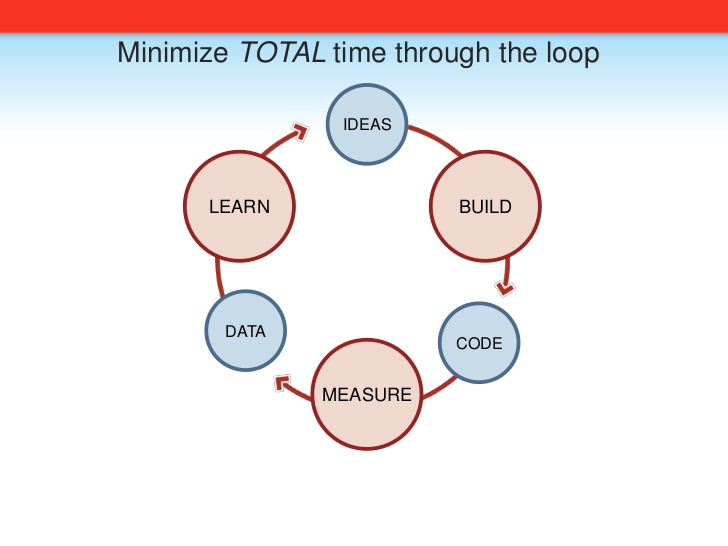 Minimize TOTAL time through the loop
IDEAS
LEARN
BUILD
DATA
CODE
MEASURE